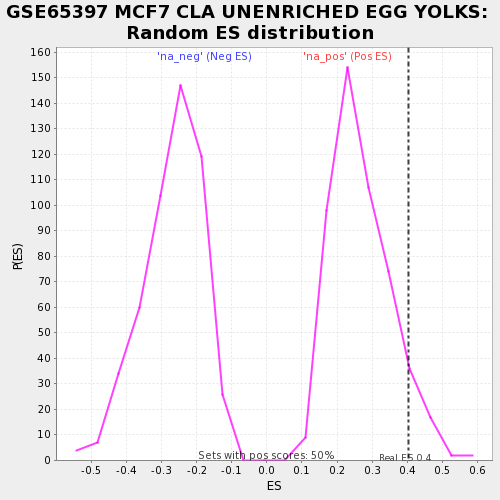 GSE65397 MCF7 CLA UNENRICHED EGG YOLKS:
Random ES distribution
'na_neg' (Neg ES) 'na_pos' (Pos ES)
160
150
140
130
120
110
100
90
80
70
60
50
40
30
20
10
0
P(ES)
Sets with pos scores: 50%
Real ES 0.4
-0.5 -0.4 -0.3 -0.2 -0.1 0.0 0.1 0.2 0.3 0.4 0.5 0.6
ES